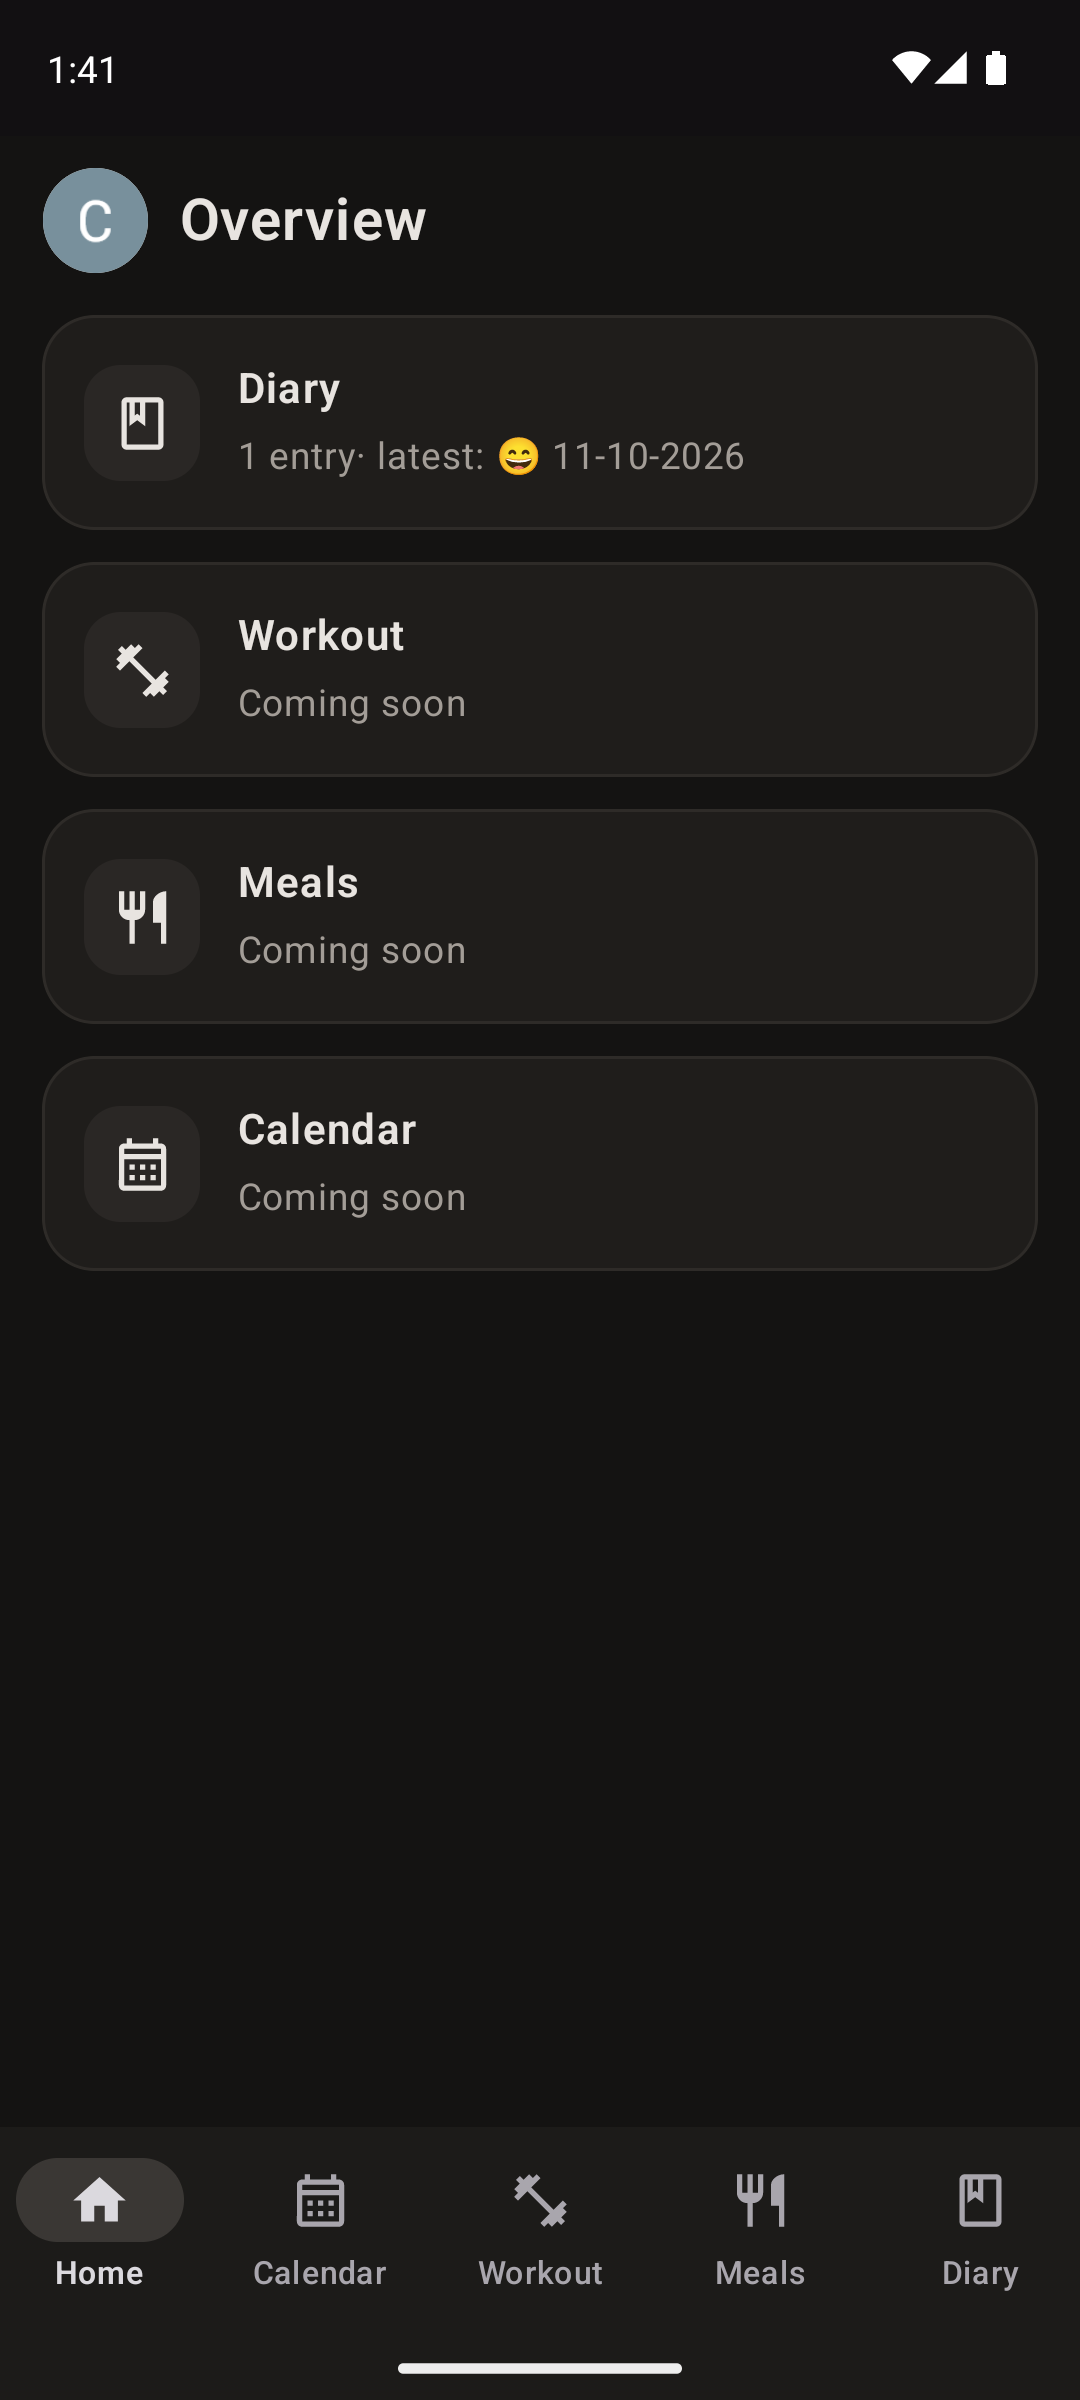 1:41
C Overview
Diary
1 entry· latest: 😄 11-10-2026
Workout
Coming soon
Meals
Coming soon
Calendar
Coming soon
Home Calendar Workout Meals Diary